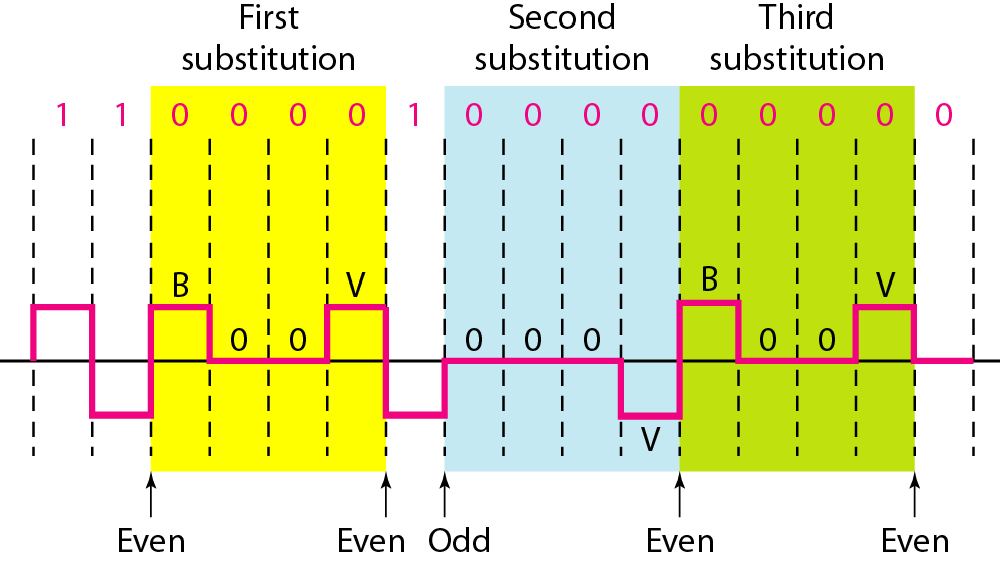 First substitution
Second substitution
Third substitution
1 1 0 0 0 0 1 0 0 0 0 0 0 0 0 0
B V B V
0 0 0 0 0 0 0
V
Even Even Odd Even Even